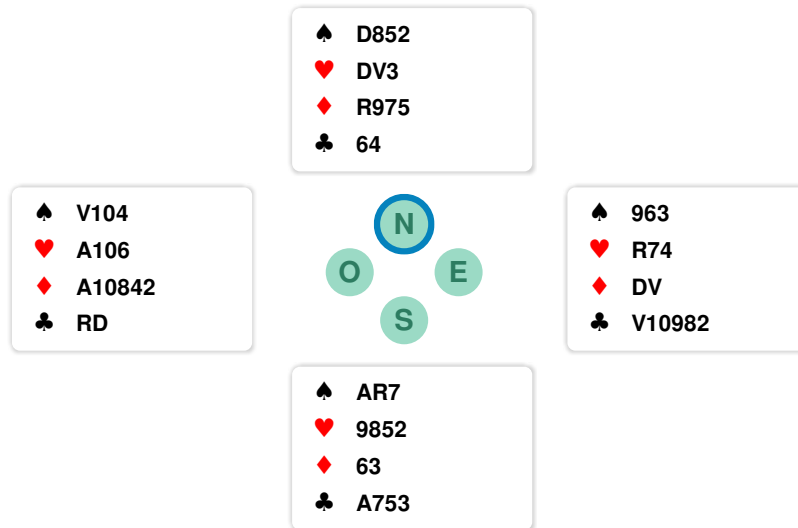 ♠ D852
♥ DV3
♦ R975
♣ 64
♠ V104
♥ A106
♦ A10842
♣ RD
N
O E
S
♠ 963
♥ R74
♦ DV
♣ V10982
♠ AR7
♥ 9852
♦ 63
♣ A753